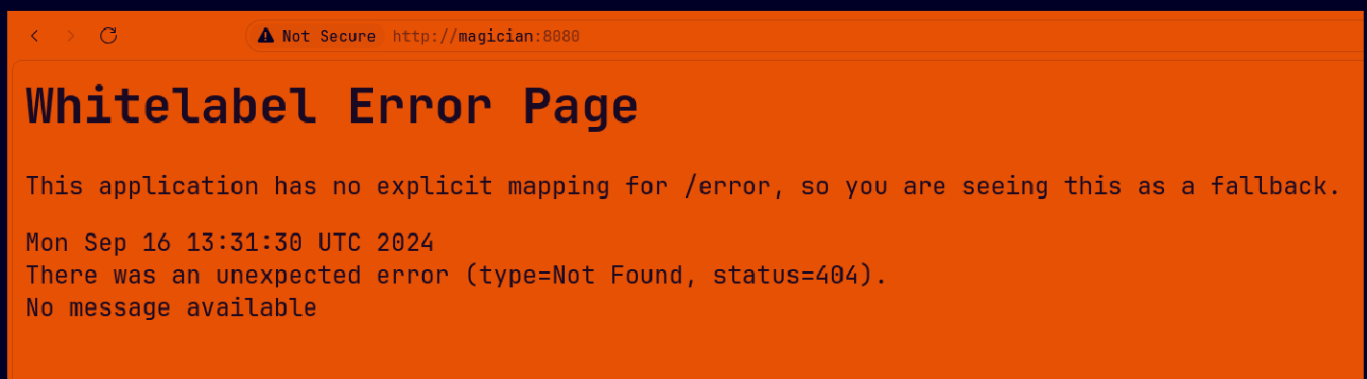 Not Secure http://magician:8080
Whitelabel Error Page
This application has no explicit mapping for /error, so you are seeing this as a fallback.
Mon Sep 16 13:31:30 UTC 2024
There was an unexpected error (type=Not Found, status=404).
No message available